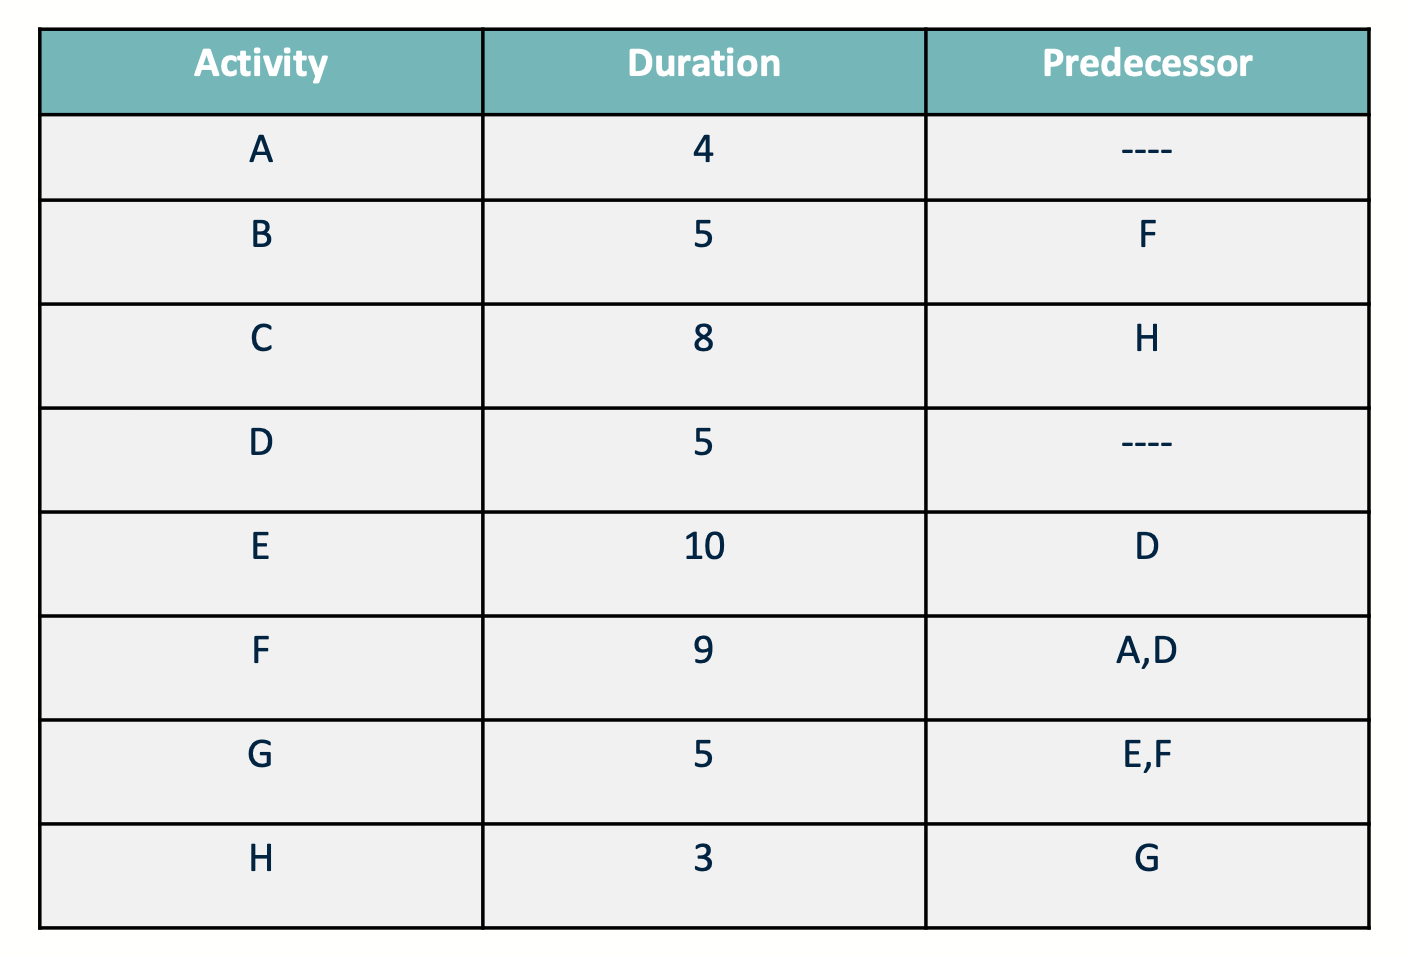 Activity Duration Predecessor
A 4 ----
B 5 F
C 8 H
D 5 ----
E 10 D
F 9 A,D
G 5 E,F
H 3 G